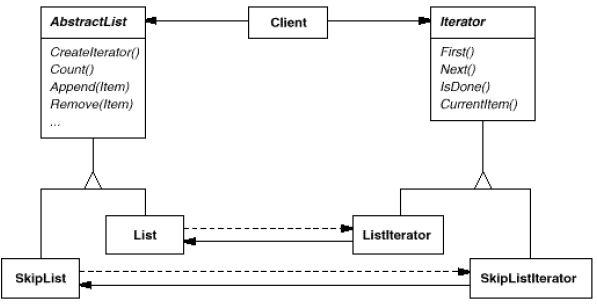 AbstractList
CreateIterator()
Count()
Append(Item)
Remove(Item)
...
Client
Iterator
First()
Next()
IsDone()
CurrentItem()
List
ListIterator
SkipList
SkipListIterator